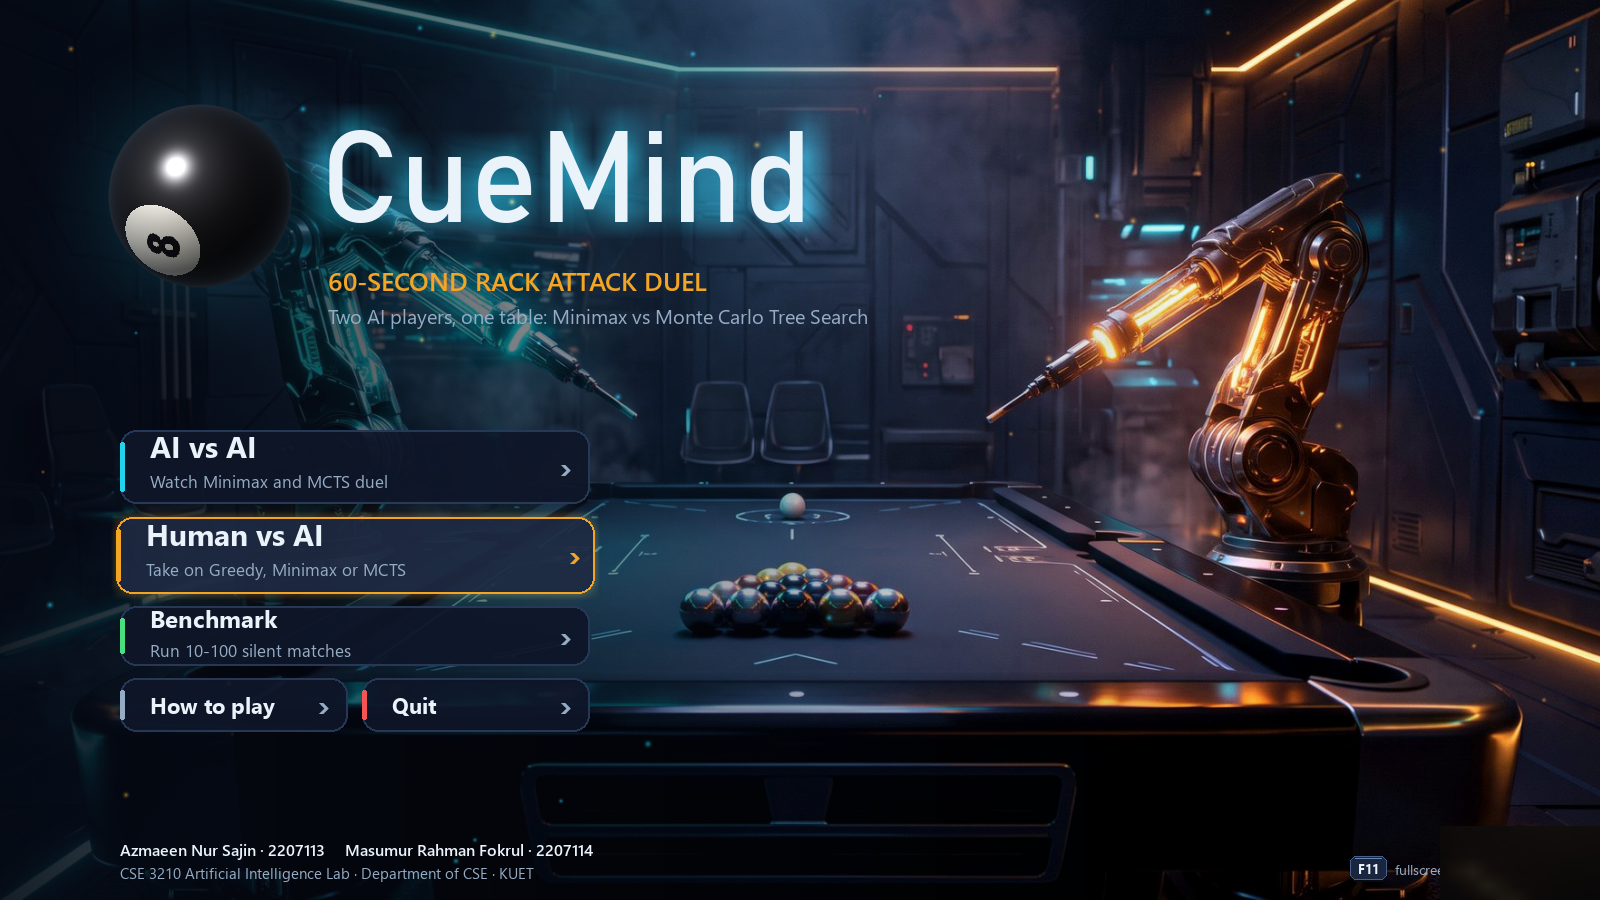 8
CueMind
60-SECOND RACK ATTACK DUEL
Two AI players, one table: Minimax vs Monte Carlo Tree Search
AI vs AI
Watch Minimax and MCTS duel
Human vs AI
Take on Greedy, Minimax or MCTS
Benchmark
Run 10-100 silent matches
How to play
Quit
Azmaeen Nur Sajin · 2207113 Masumur Rahman Fokrul · 2207114
CSE 3210 Artificial Intelligence Lab · Department of CSE · KUET
F11